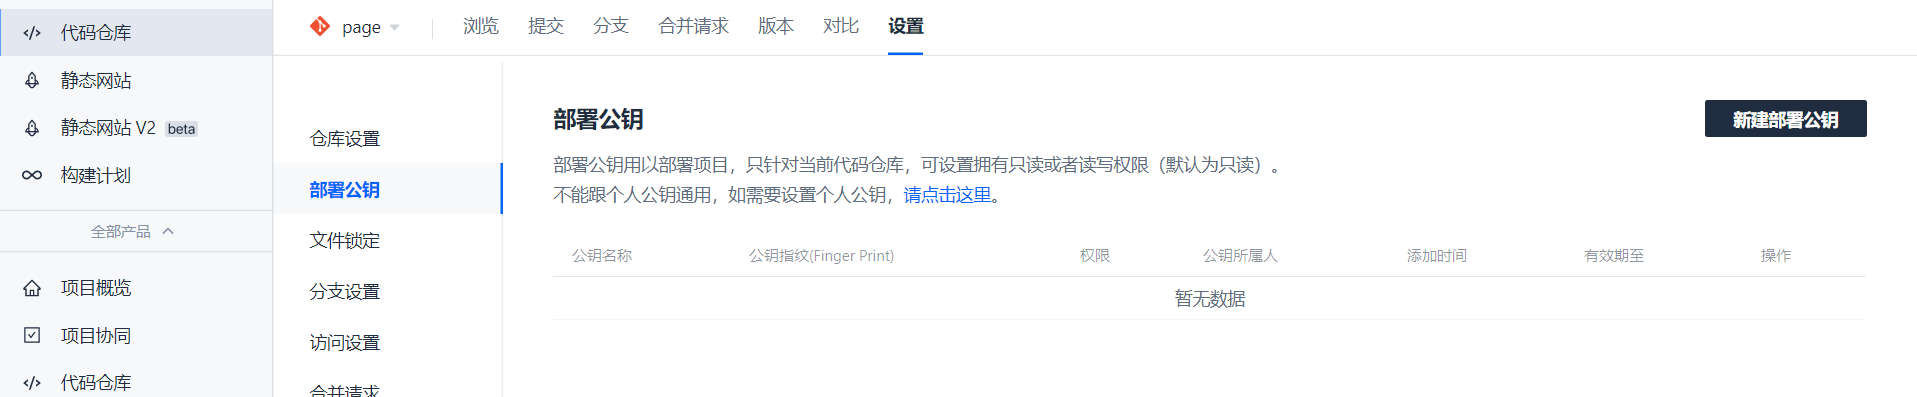 代码仓库
静态网站
静态网站 V2 beta
构建计划
全部产品
项目概览
项目协同
代码仓库
page
浏览 提交 分支 合并请求 版本 对比 设置
仓库设置
部署公钥
文件锁定
分支设置
访问设置
合并请求
部署公钥
新建部署公钥
部署公钥用以部署项目，只针对当前代码仓库，可设置拥有只读或者读写权限（默认为只读）。
不能跟个人公钥通用，如需要设置个人公钥，请点击这里。
公钥名称 公钥指纹(Finger Print) 权限 公钥所属人 添加时间 有效期至 操作
暂无数据